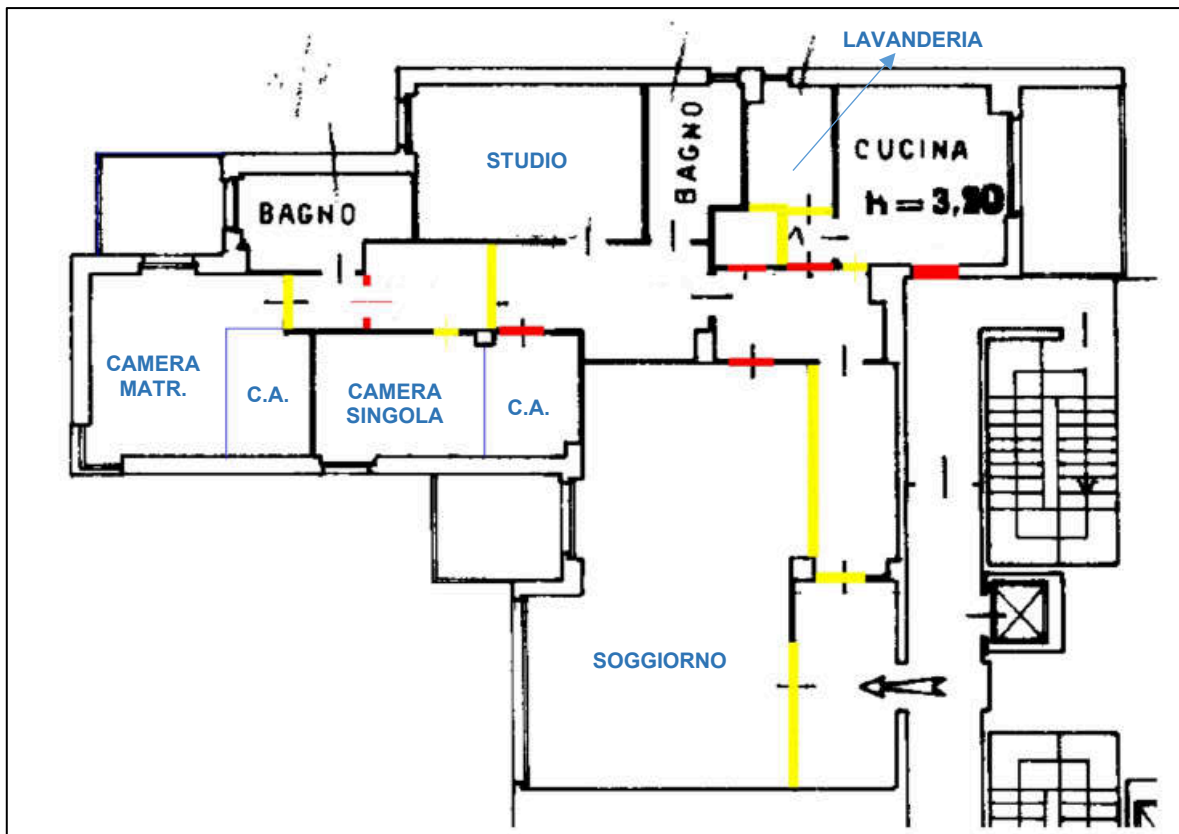 LAVANDERIA
STUDIO
BAGNO
CUCINA
h = 3,20
BAGNO
CAMERA
MATR.
C.A.
CAMERA
SINGOLA
C.A.
SOGGIORNO